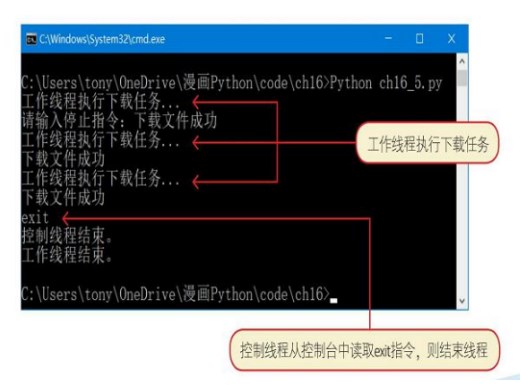 C:\Windows\System32\cmd.exe
C:\Users\tony\OneDrive\漫画Python\code\ch16>Python ch16_5.py
工作线程执行下载任务...
请输入停止指令：下载文件成功
工作线程执行下载任务...
下载文件成功
工作线程执行下载任务...
下载文件成功
exit
控制线程结束。
工作线程结束。
C:\Users\tony\OneDrive\漫画Python\code\ch16>
工作线程执行下载任务
控制线程从控制台中读取exit指令，则结束线程